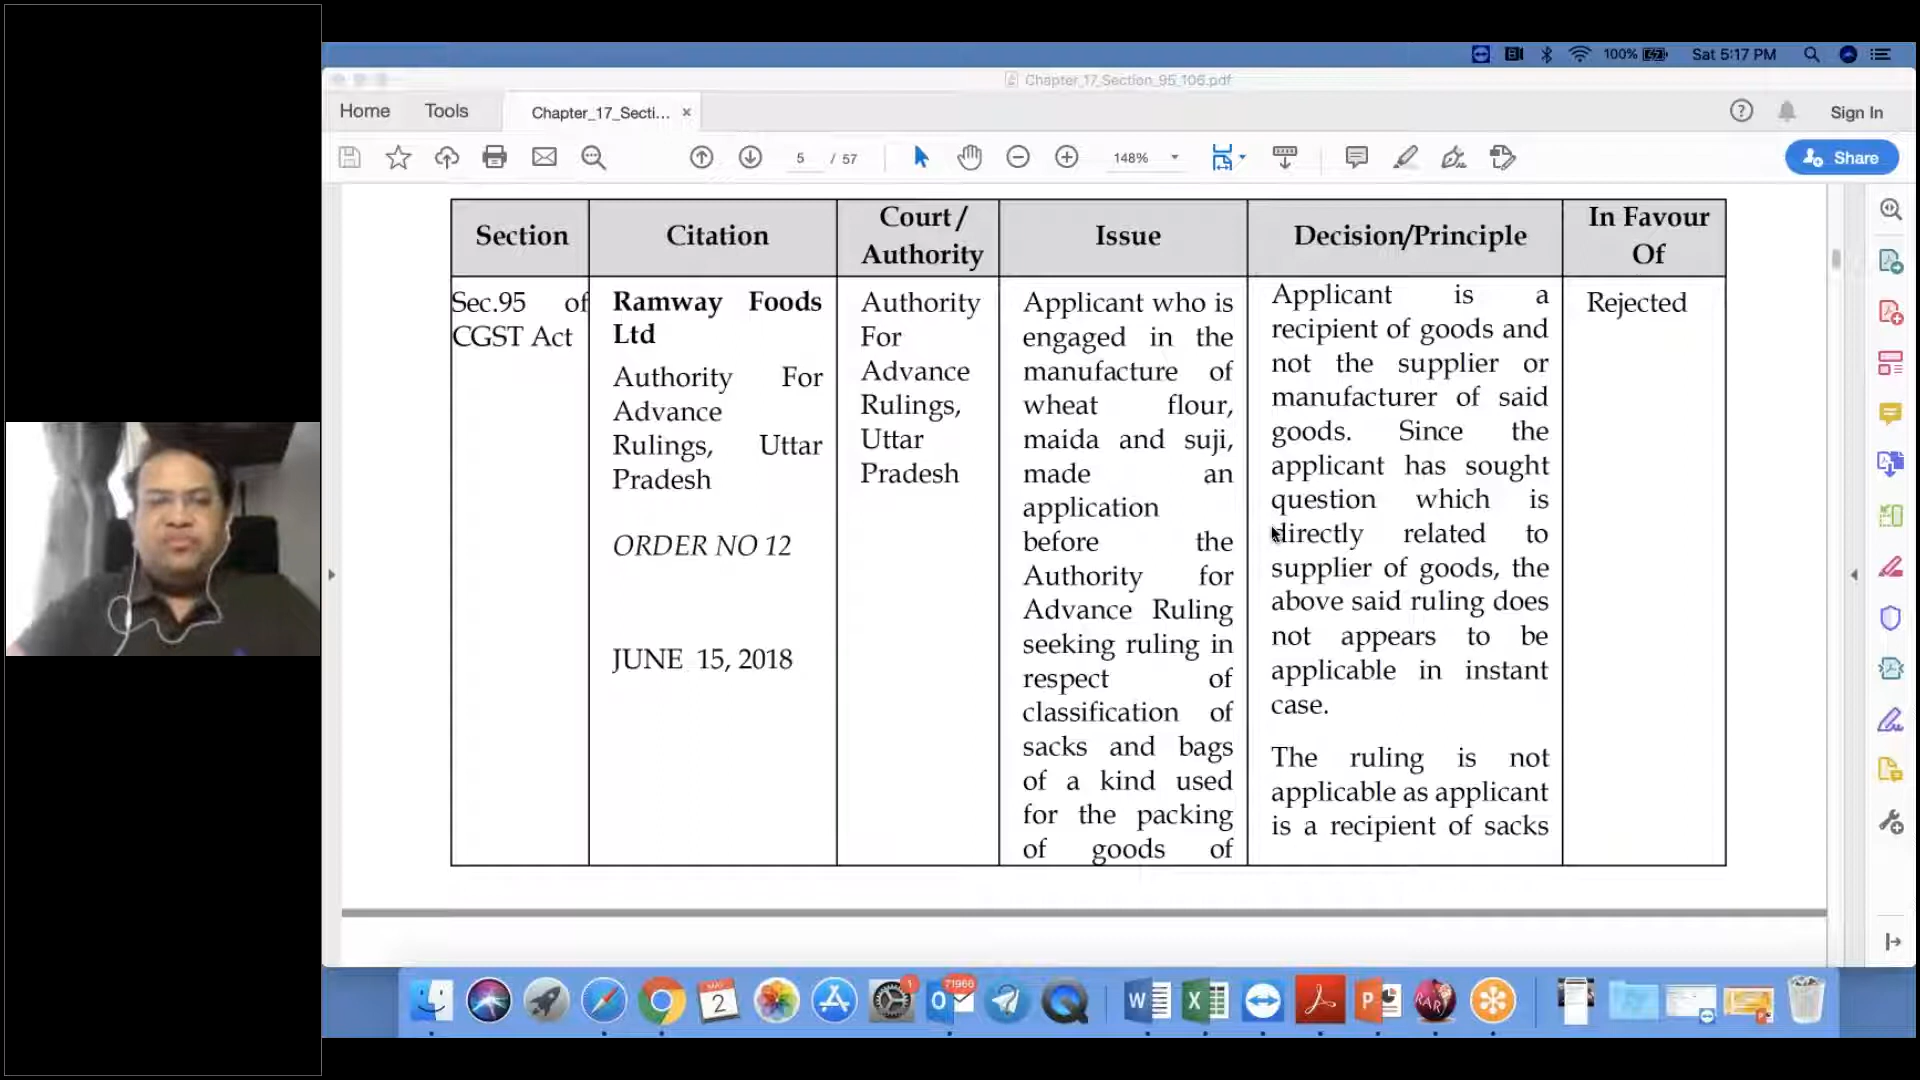 100% Sat 5:17 PM
Chapter_17_Section_95_106.pdf
Home Tools Chapter_17_Secti... × Sign In
5 / 57 148% Share
Section
Citation
Court /
Authority
Issue
Decision/Principle
In Favour
Of
Sec.95 of
CGST Act
Ramway Foods
Ltd
Authority For
Advance
Rulings, Uttar
Pradesh
ORDER NO 12
JUNE 15, 2018
Authority
For
Advance
Rulings,
Uttar
Pradesh
Applicant who is
engaged in the
manufacture of
wheat flour,
maida and suji,
made an
application
before the
Authority for
Advance Ruling
seeking ruling in
respect of
classification of
sacks and bags
of a kind used
for the packing
of goods of
Applicant is a
recipient of goods and
not the supplier or
manufacturer of said
goods. Since the
applicant has sought
question which is
directly related to
supplier of goods, the
above said ruling does
not appears to be
applicable in instant
case.
The ruling is not
applicable as applicant
is a recipient of sacks
Rejected
MAY
2
1
71966
W
X
P
RAR